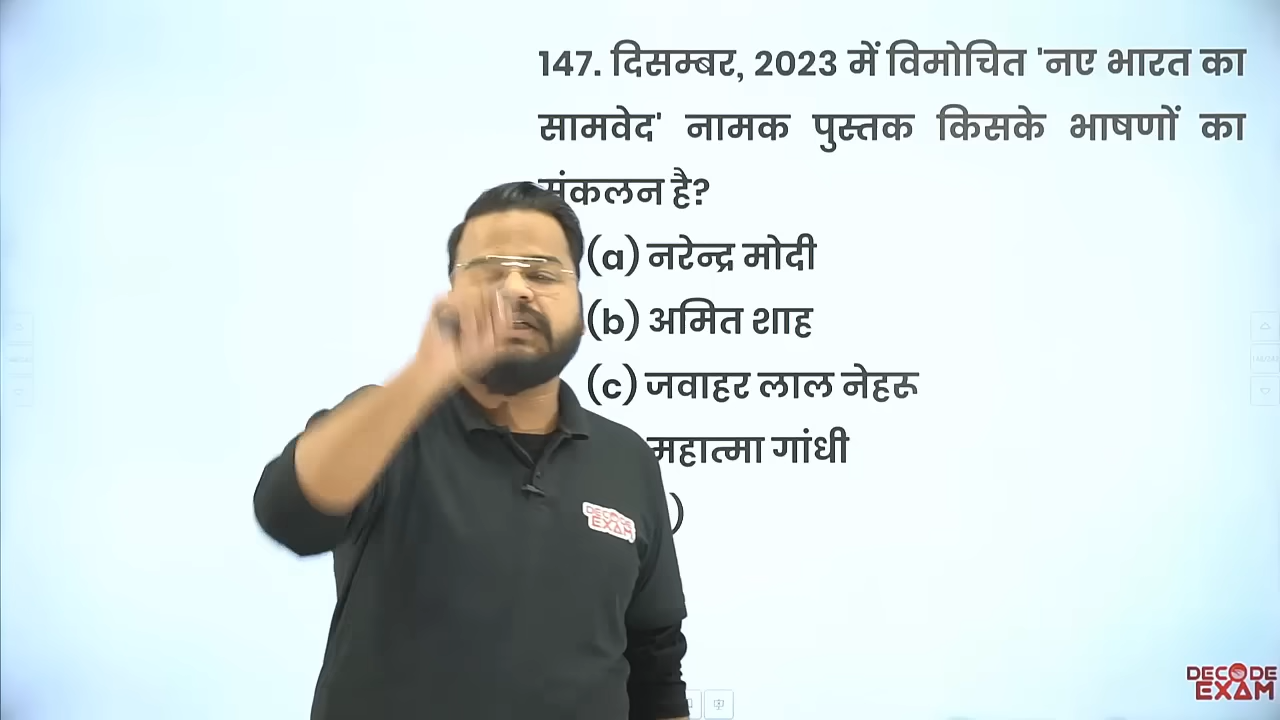 147. दिसम्बर, 2023 में विमोचित 'नए भारत का
सामवेद' नामक पुस्तक किसके भाषणों का
संकलन है?
(a) नरेन्द्र मोदी
(b) अमित शाह
(c) जवाहर लाल नेहरू
महात्मा गांधी
)
DECODE
EXAM
DECODE
EXAM